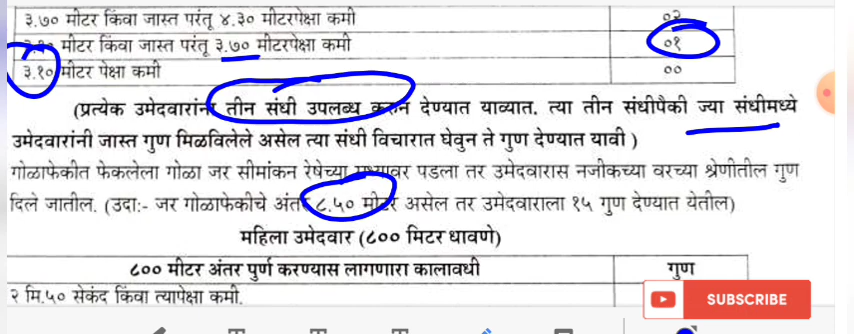 ३.७० मीटर किंवा जास्त परंतू ४.३० मीटरपेक्षा कमी ०२
३.१० मीटर किंवा जास्त परंतू ३.७० मीटरपेक्षा कमी ०१
३.१० मीटर पेक्षा कमी ००
(प्रत्येक उमेदवारांना तीन संधी उपलब्ध करुन देण्यात याव्यात. त्या तीन संधीपैकी ज्या संधीमध्ये
उमेदवारांनी जास्त गुण मिळविलेले असेल त्या संधी विचारात घेवुन ते गुण देण्यात यावी )
गोळाफेकीत फेकलेला गोळा जर सीमांकन रेषेच्या मध्यावर पडला तर उमेदवारास नजीकच्या वरच्या श्रेणीतील गुण
दिले जातील. (उदा:- जर गोळाफेकीचे अंतर ८.५० मीटर असेल तर उमेदवाराला १५ गुण देण्यात येतील)
महिला उमेदवार (८०० मिटर धावणे)
८०० मीटर अंतर पुर्ण करण्यास लागणारा कालावधी गुण
२ मि.५० सेकंद किंवा त्यापेक्षा कमी.
SUBSCRIBE